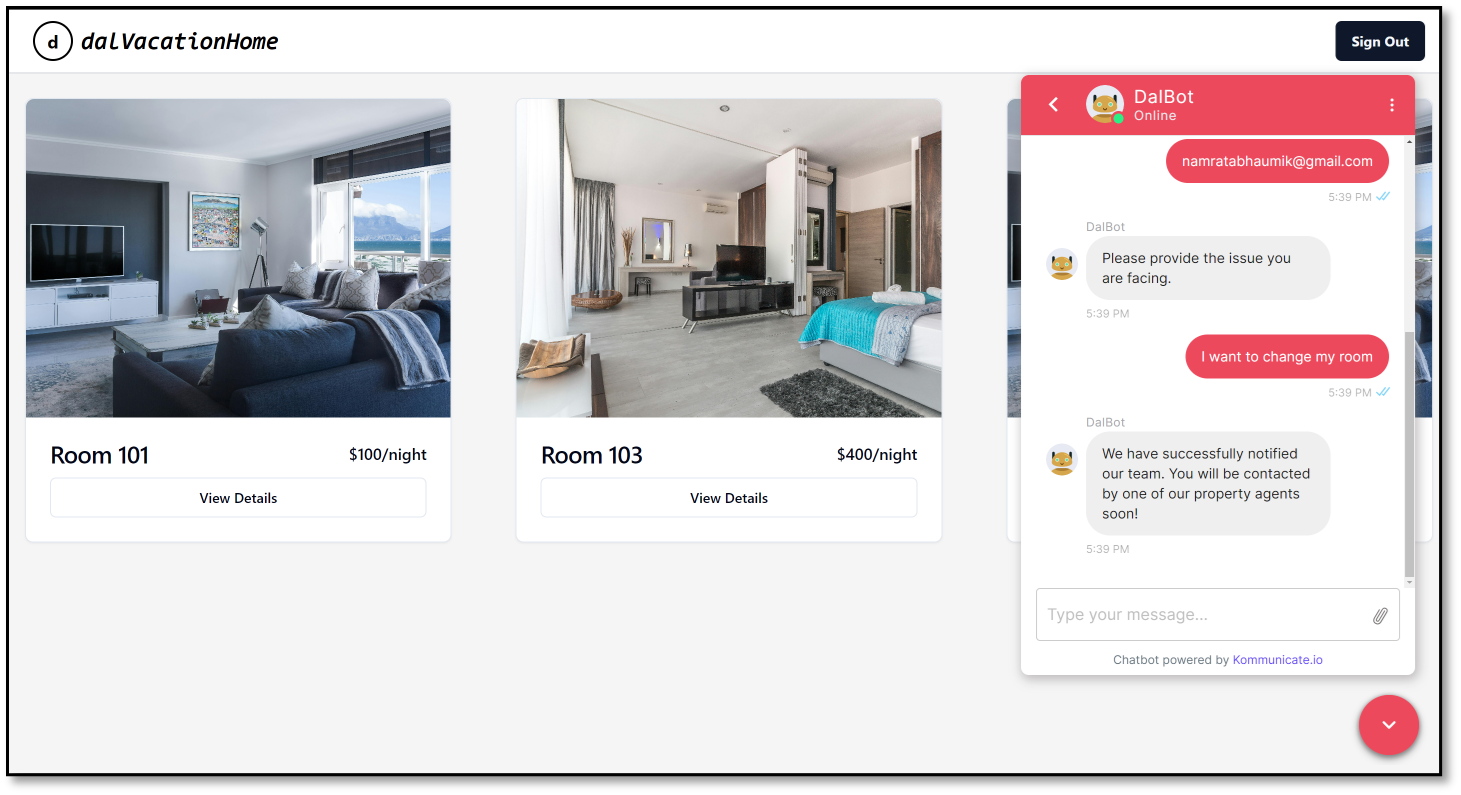 d dalVacationHome
Sign Out
Room 101 $100/night
View Details
Room 103 $400/night
View Details
DalBot
Online
namratabhaumik@gmail.com
5:39 PM
DalBot
Please provide the issue you
are facing.
5:39 PM
I want to change my room
5:39 PM
DalBot
We have successfully notified
our team. You will be contacted
by one of our property agents
soon!
5:39 PM
Type your message...
Chatbot powered by Kommunicate.io